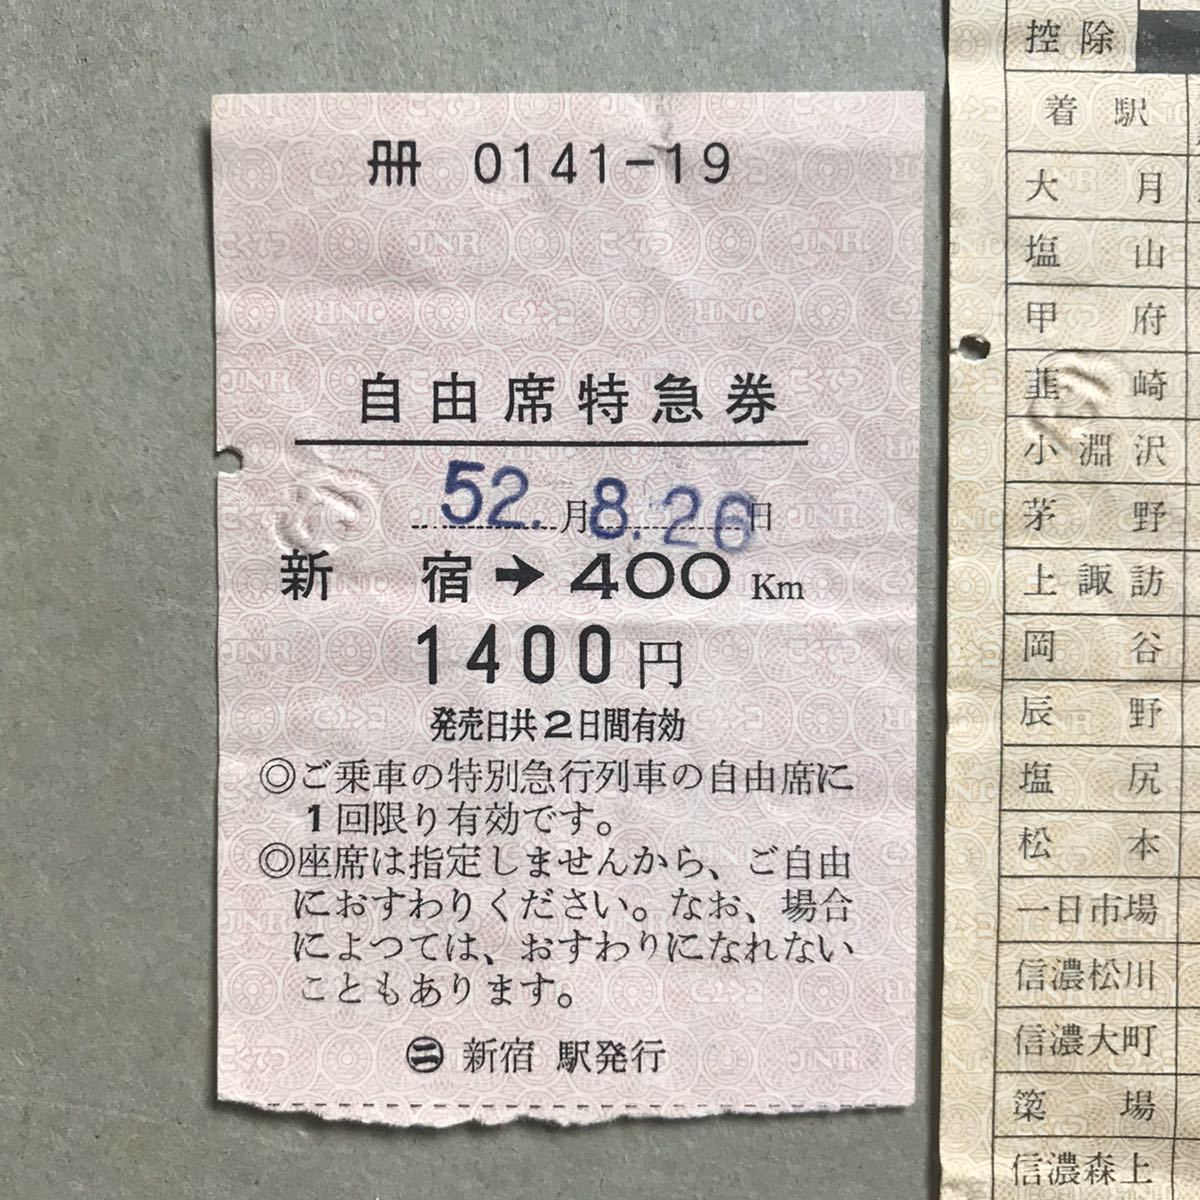 冊 0141-19
自由席特急券
52.月8.26日
新宿➔400Km
1400円
発売日共2日間有効
◎ご乗車の特別急行列車の自由席に
1回限り有効です。
◎座席は指定しませんから、ご自由
におすわりください。なお、場合
によつては、おすわりになれない
こともあります。
㊁ 新宿 駅発行
控除
着駅
大月
塩山
甲府
韮崎
小淵沢
茅野
上諏訪
岡谷
辰野
塩尻
松本
一日市場
信濃松川
信濃大町
簗場
信濃森上